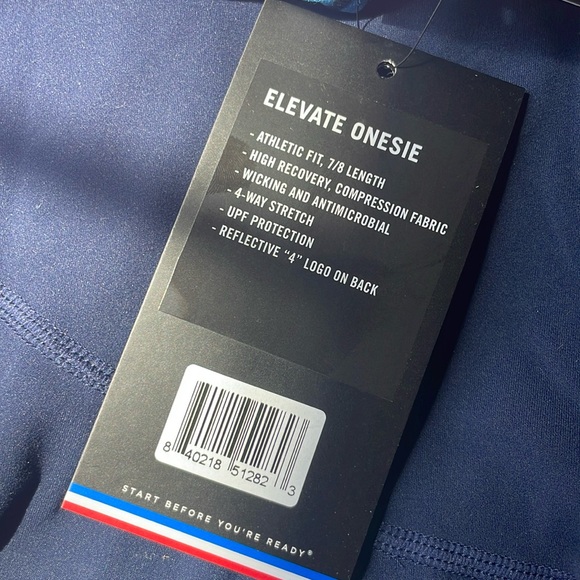 ELEVATE ONESIE
- ATHLETIC FIT, 7/8 LENGTH
- HIGH RECOVERY, COMPRESSION FABRIC
- WICKING AND ANTIMICROBIAL
- 4-WAY STRETCH
- UPF PROTECTION
- REFLECTIVE “4” LOGO ON BACK
8 40218 51282 3
START BEFORE YOU'RE READY®